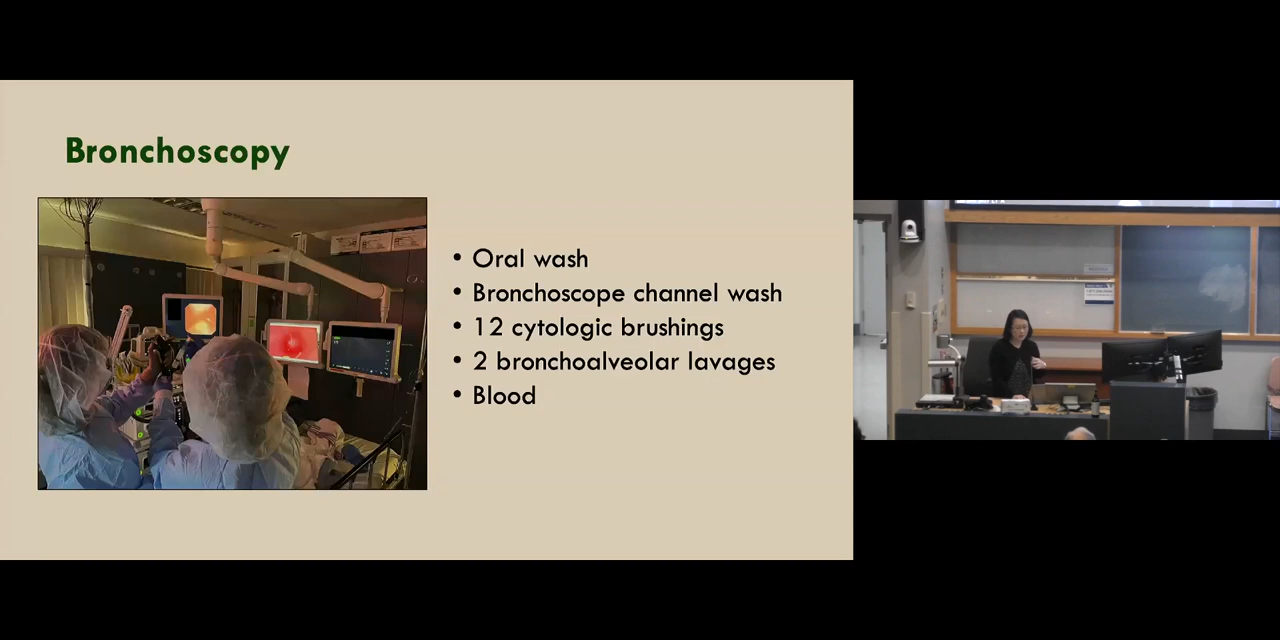 Bronchoscopy
• Oral wash
• Bronchoscope channel wash
• 12 cytologic brushings
• 2 bronchoalveolar lavages
• Blood